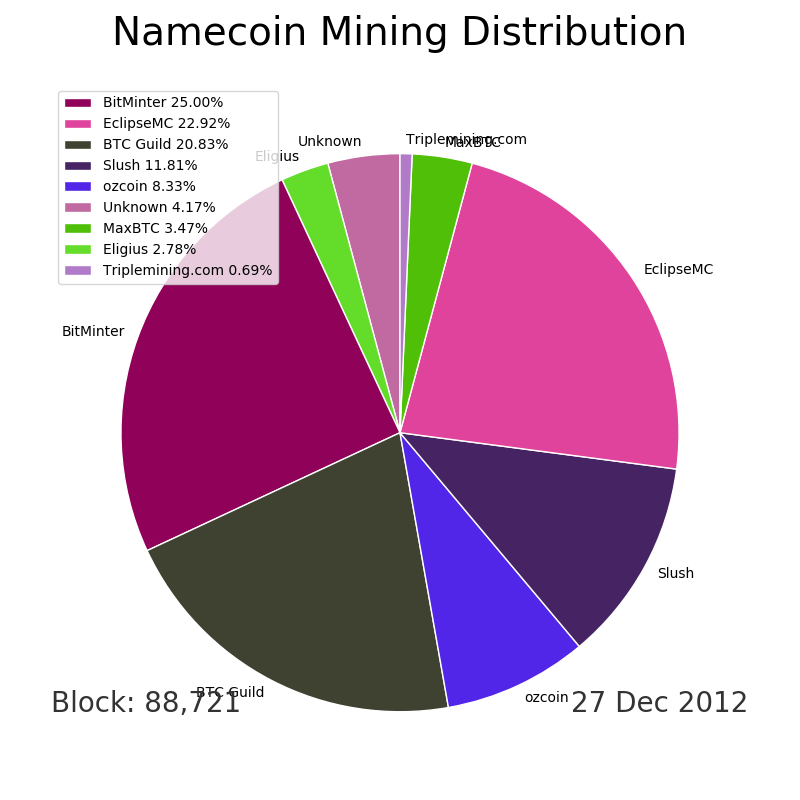 Namecoin Mining Distribution
BitMinter 25.00%
EclipseMC 22.92%
BTC Guild 20.83%
Slush 11.81%
ozcoin 8.33%
Unknown 4.17%
MaxBTC 3.47%
Eligius 2.78%
Triplemining.com 0.69%
Triplemining.com
MaxBTC
Unknown
Eligius
EclipseMC
BitMinter
Slush
BTC Guild
ozcoin
Block: 88,721
27 Dec 2012